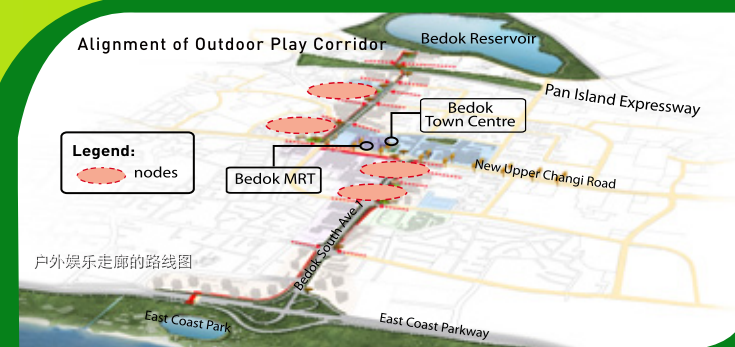 Alignment of Outdoor Play Corridor
Bedok Reservoir
Pan Island Expressway
Bedok
Town Centre
Legend:
nodes
Bedok MRT
New Upper Changi Road
Bedok South Ave 1
户外娱乐走廊的路线图
East Coast Park
East Coast Parkway